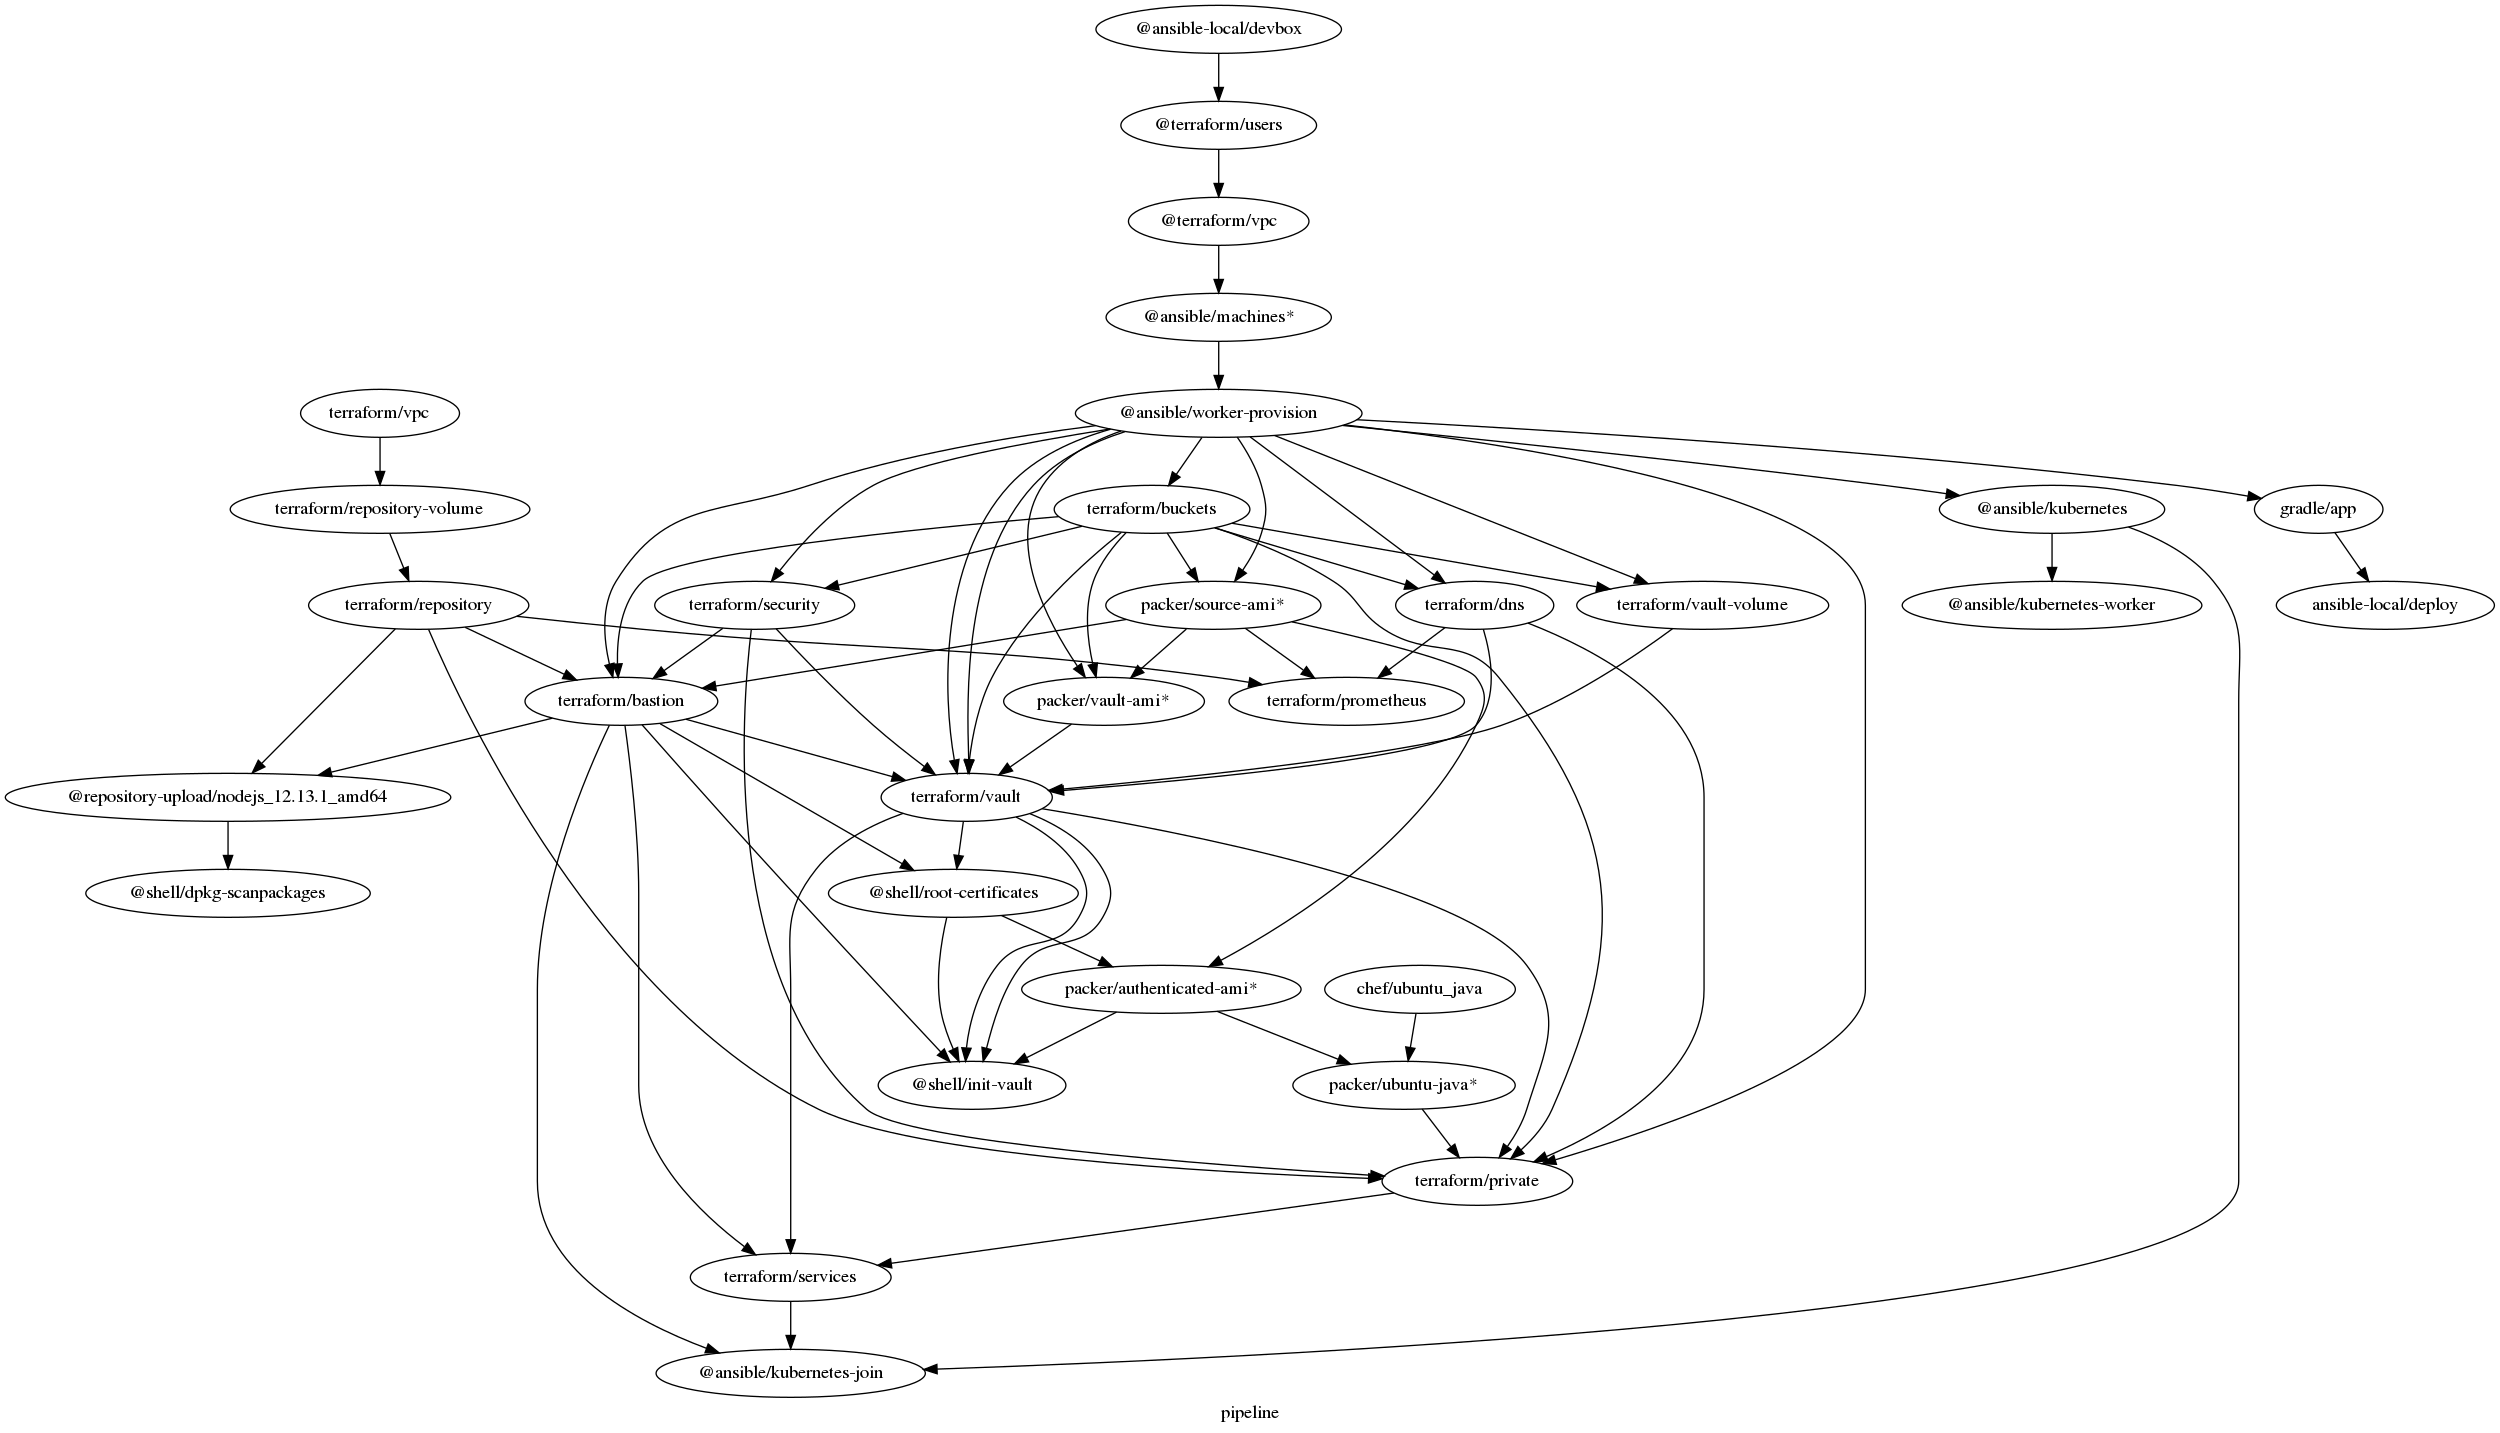 @ansible-local/devbox
@terraform/users
@terraform/vpc
@ansible/machines*
terraform/vpc
@ansible/worker-provision
terraform/repository-volume
terraform/buckets
@ansible/kubernetes
gradle/app
terraform/repository
terraform/security
packer/source-ami*
terraform/dns
terraform/vault-volume
@ansible/kubernetes-worker
ansible-local/deploy
terraform/bastion
packer/vault-ami*
terraform/prometheus
@repository-upload/nodejs_12.13.1_amd64
terraform/vault
@shell/dpkg-scanpackages
@shell/root-certificates
packer/authenticated-ami*
chef/ubuntu_java
@shell/init-vault
packer/ubuntu-java*
terraform/private
terraform/services
@ansible/kubernetes-join
pipeline